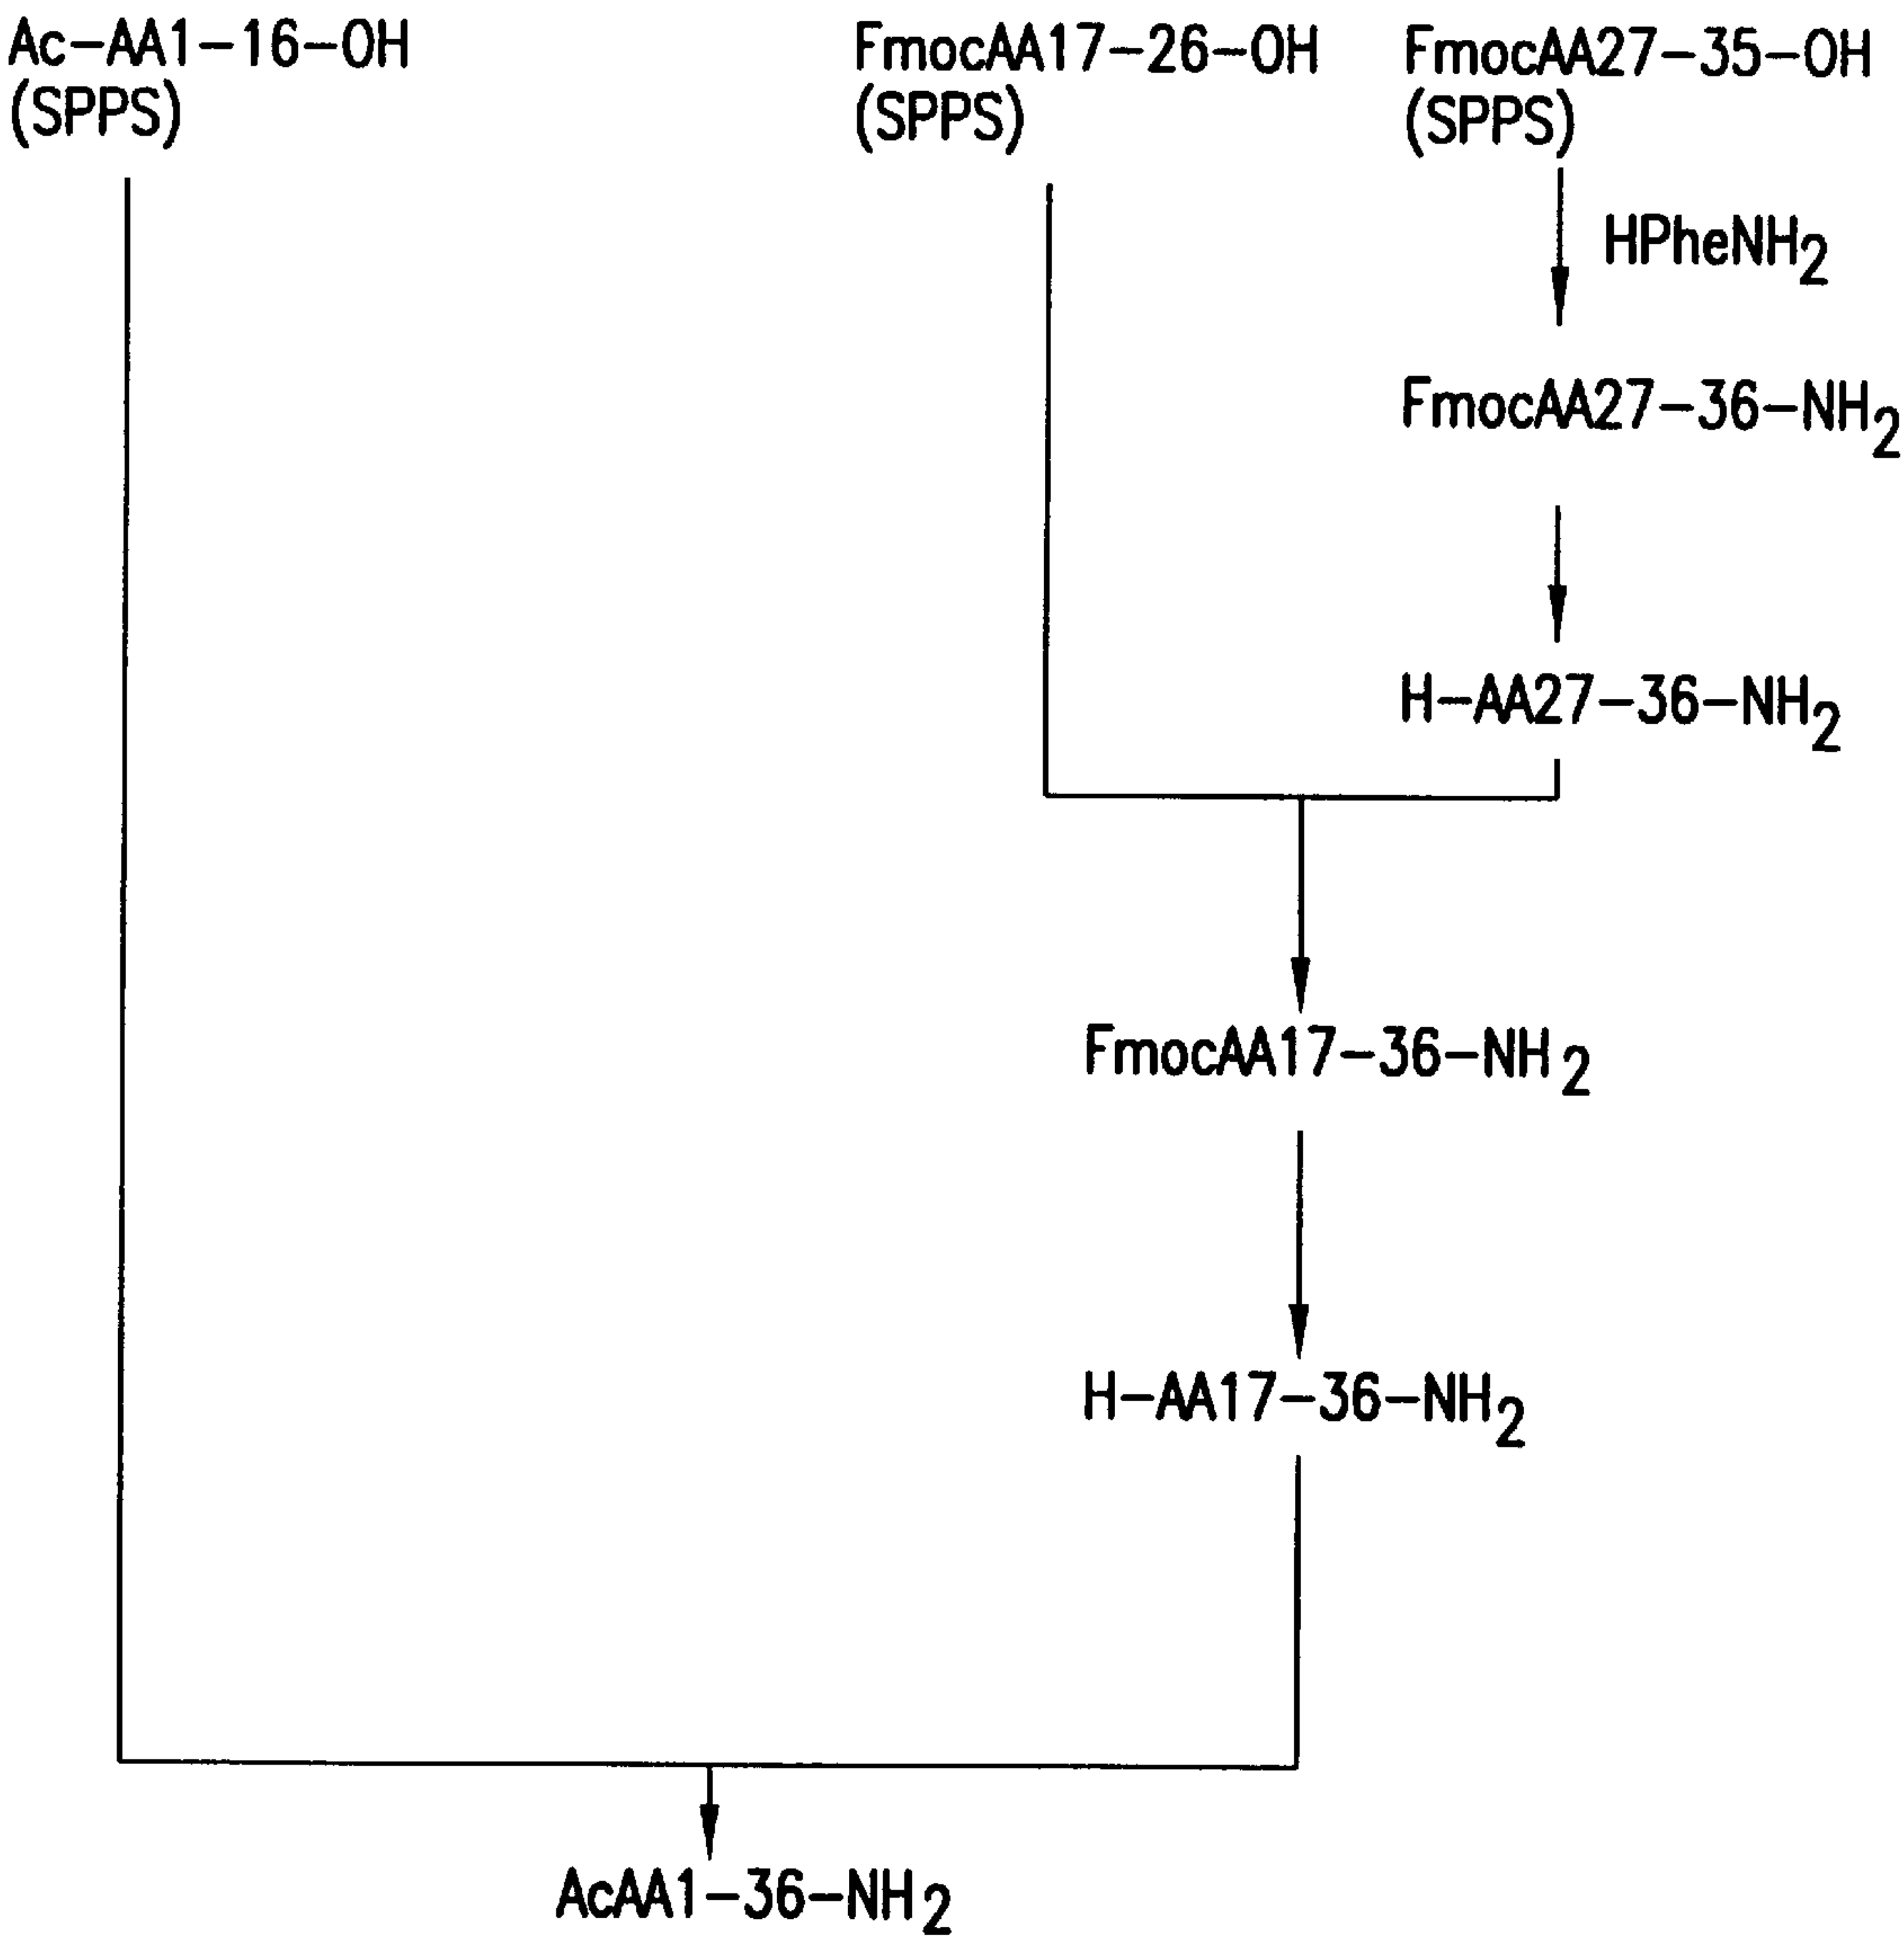 Ac-AA1-16-OH
(SPPS)
FmocAA17-26-OH
(SPPS)
FmocAA27-35-OH
(SPPS)
HPheNH2
FmocAA27-36-NH2
H-AA27-36-NH2
FmocAA17-36-NH2
H-AA17-36-NH2
AcAA1-36-NH2